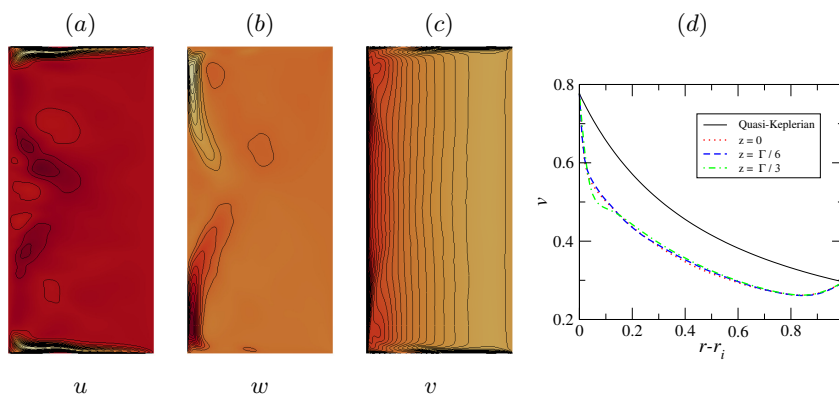 (a) (b) (c) (d)
0.8
0.6
v
0.4
0.2
Quasi-Keplerian
z = 0
z = Γ / 6
z = Γ / 3
0 0.2 0.4 0.6 0.8
r-r_i
u w v